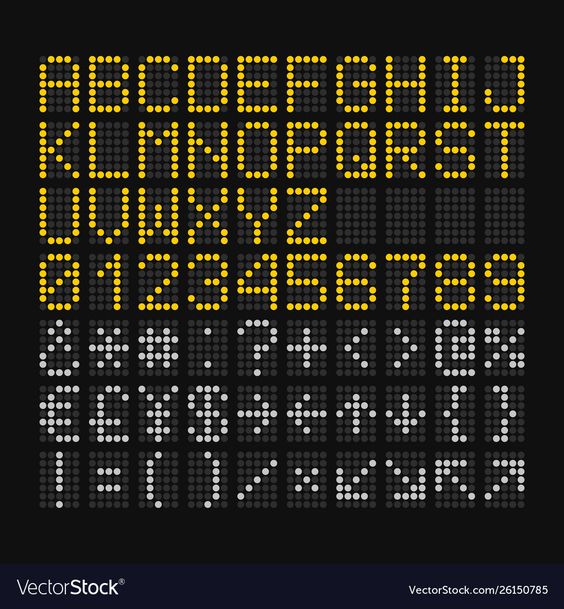 ABCDEFGHIJ
KLMNOPQRST
UVWXYZ
0123456789
*#:?+<>@%
€£¥$→←↑↓{}
|=()/↙↘↖↗
VectorStock®
VectorStock.com/26150785